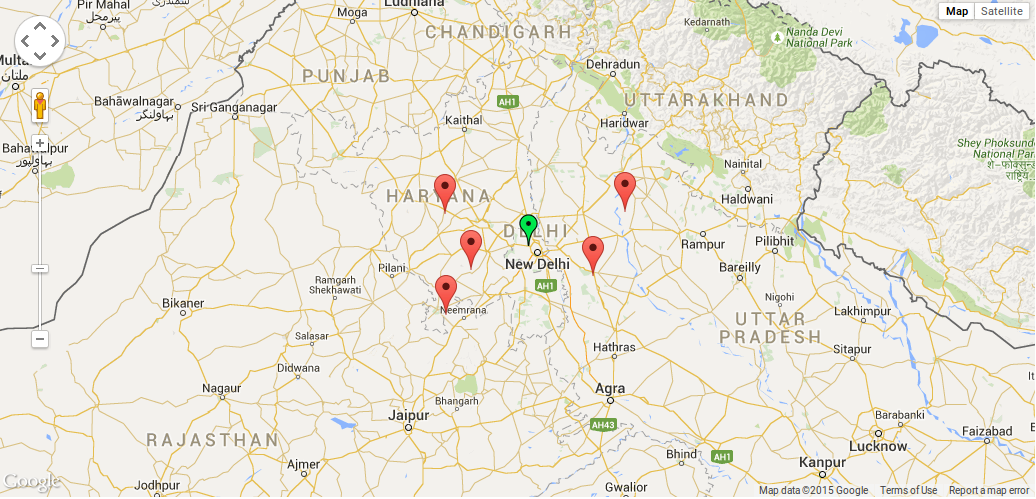 Pir Mahal
پیرمحل
سمندری
Moga
Ludhiana
CHANDIGARH
Kedarnath
Nanda Devi
National Park
Map
Satellite
Multan
ملتان
PUNJAB
Dehradun
Bahāwalnagar
بہاولنگر
Sri Ganganagar
AH1
UTTARAKHAND
Kaithal
Haridwar
Bahawalpur
بہاولپور
Shey Phoksundo
National Park
शे-फोक्सुन्डो
राष्ट्रिय
Nainital
HARYANA
Haldwani
DELHI
Rampur
Pilibhit
New Delhi
Pilani
Bareilly
Ramgarh
Shekhawati
AH1
Nigohi
Bikaner
Neemrana
Lakhimpur
UTTAR
PRADESH
Salasar
Hathras
Sitapur
Didwana
Nagaur
Agra
Bhangarh
Jaipur
AH43
Barabanki
Faizabad
RAJASTHAN
Lucknow
Ajmer
Bhind
AH1
Kanpur
Jodhpur
Gwalior
Google
Map data ©2015 Google
Terms of Use
Report a map error